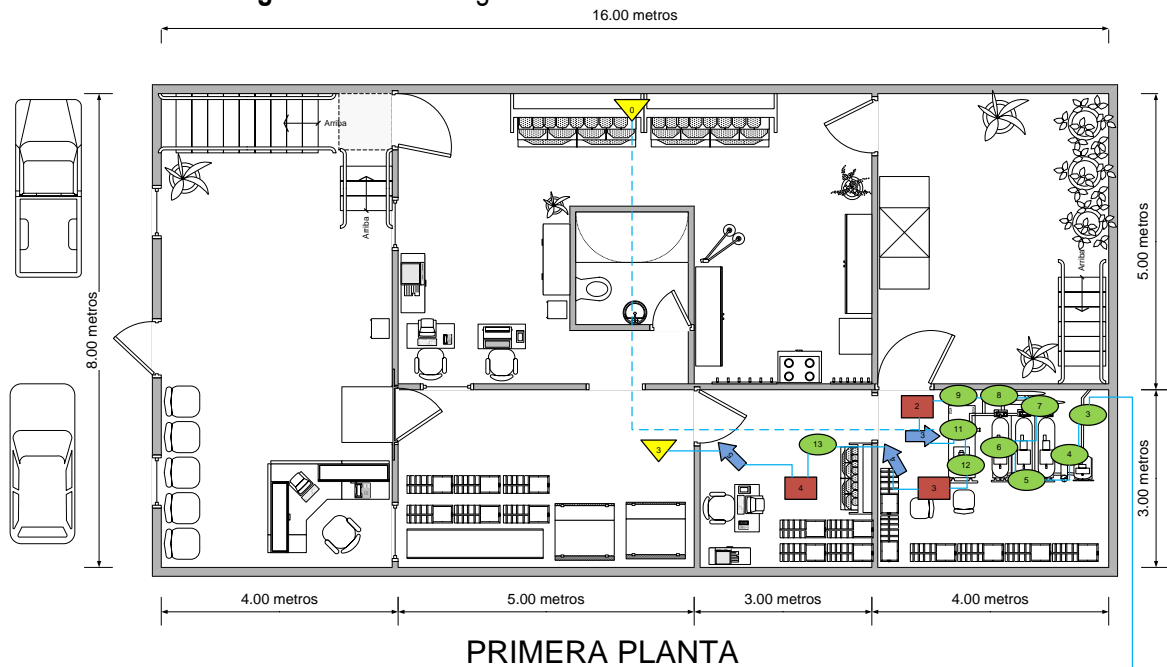 g
g
16.00 metros
Arriba
Arriba
Arriba
0
8.00 metros
5.00 metros
3.00 metros
9
8
7
3
2
11
3
13
6
4
12
5
3
4
3
4.00 metros
5.00 metros
3.00 metros
4.00 metros
PRIMERA PLANTA